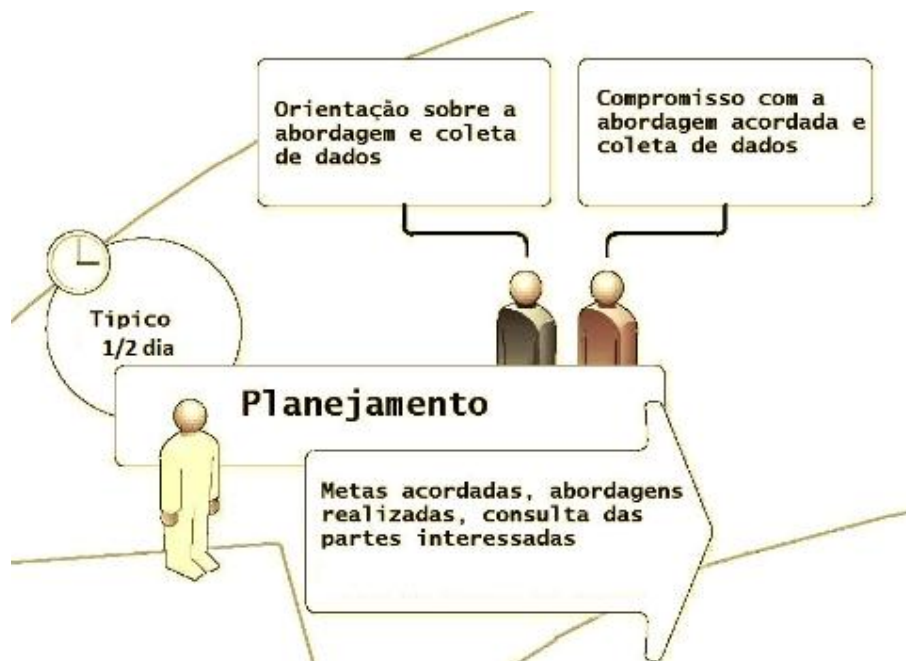 Orientação sobre a
abordagem e coleta
de dados
Compromisso com a
abordagem acordada e
coleta de dados
Típico
1/2 dia
Planejamento
Metas acordadas, abordagens
realizadas, consulta das
partes interessadas